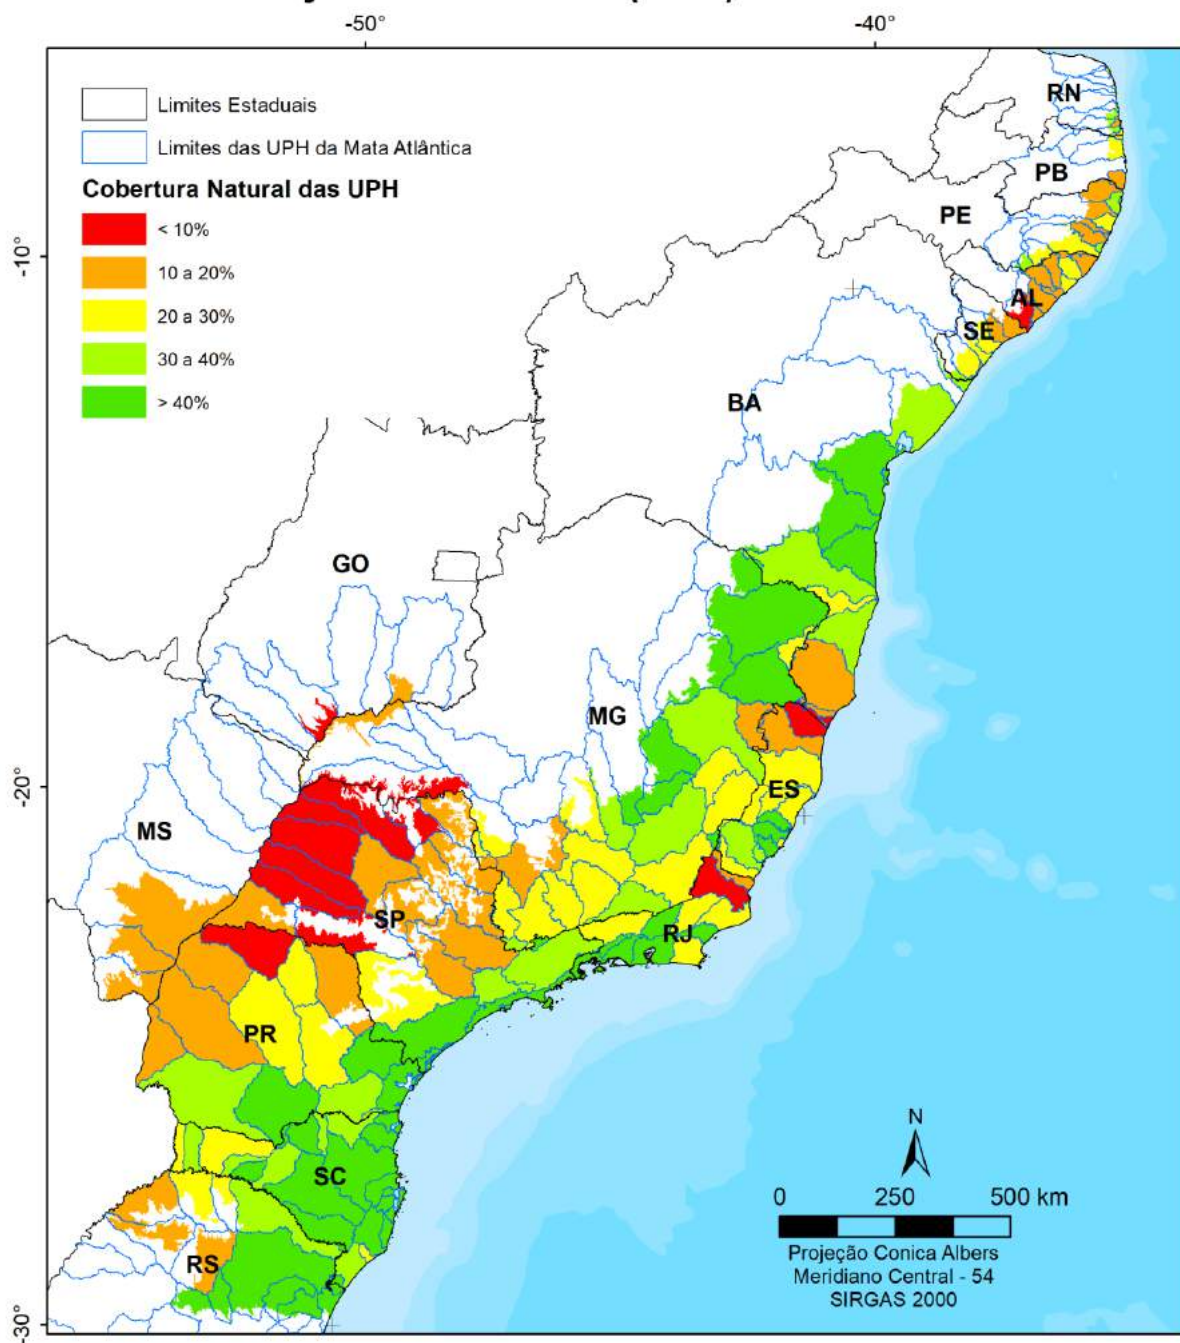 -50°
-40°
Limites Estaduais
Limites das UPH da Mata Atlântica
Cobertura Natural das UPH
< 10%
10 a 20%
20 a 30%
30 a 40%
> 40%
-10°
-20°
-30°
RN
PB
PE
AL
SE
BA
GO
MG
ES
MS
SP
RJ
PR
SC
RS
N
0 250 500 km
Projeção Conica Albers
Meridiano Central - 54
SIRGAS 2000